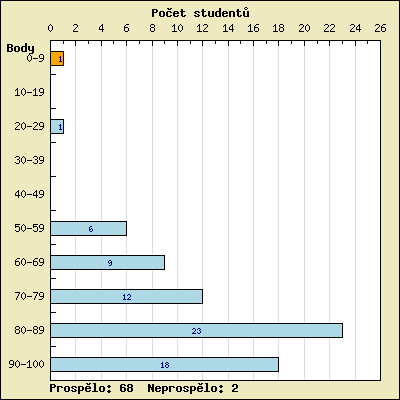 Počet studentů
0 2 4 6 8 10 12 14 16 18 20 22 24 26
Body
0-9 1
10-19
20-29 1
30-39
40-49
50-59 6
60-69 9
70-79 12
80-89 23
90-100 18
Prospělo: 68 Neprospělo: 2